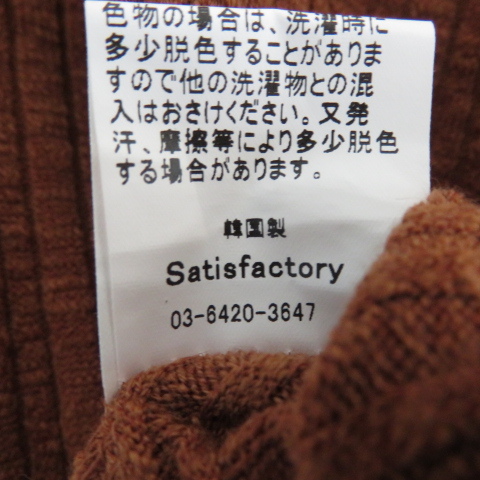 色物の場合は、洗濯時に
多少脱色することがありま
すので他の洗濯物との混
入はおさけください。又発
汗、摩擦等により多少脱色
する場合があります。
韓国製
Satisfactory
03-6420-3647